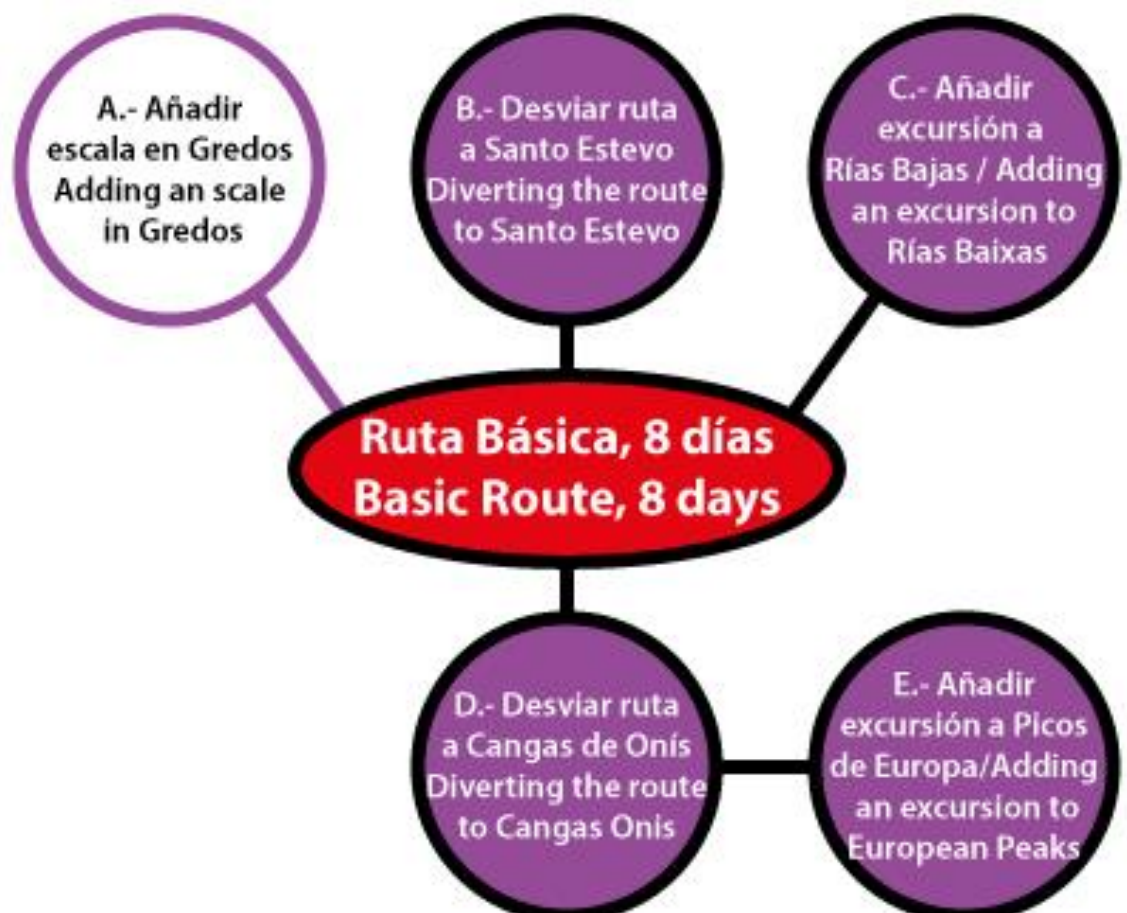 A.- Añadir
escala en Gredos
Adding an scale
in Gredos
B.- Desviar ruta
a Santo Estevo
Diverting the route
to Santo Estevo
C.- Añadir
excursión a
Rías Bajas / Adding
an excursion to
Rías Baixas
Ruta Básica, 8 días
Basic Route, 8 days
D.- Desviar ruta
a Cangas de Onís
Diverting the route
to Cangas Onis
E.- Añadir
excursión a Picos
de Europa/Adding
an excursion to
European Peaks